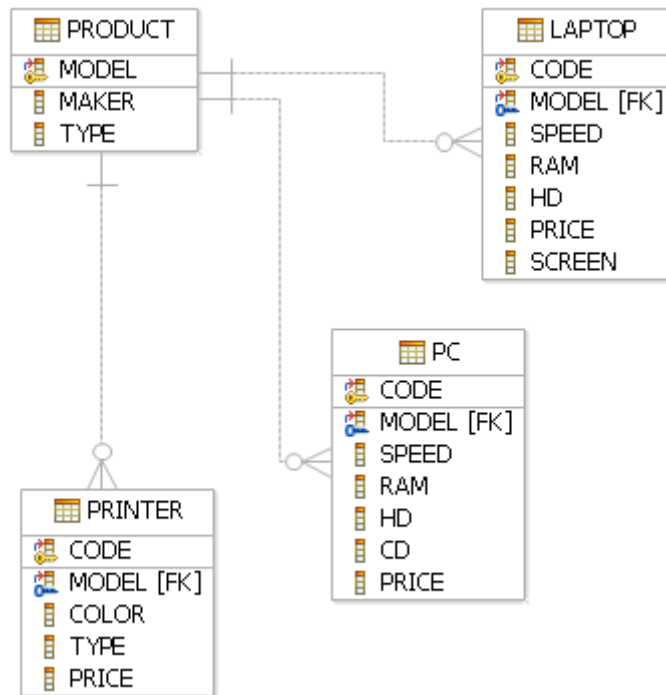 PRODUCT
MODEL
MAKER
TYPE
LAPTOP
CODE
MODEL [FK]
SPEED
RAM
HD
PRICE
SCREEN
PC
CODE
MODEL [FK]
SPEED
RAM
HD
CD
PRICE
PRINTER
CODE
MODEL [FK]
COLOR
TYPE
PRICE